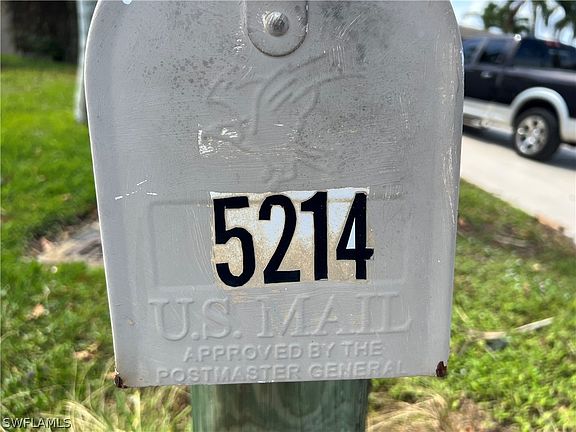 5214
U.S. MAIL
APPROVED BY THE
POSTMASTER GENERAL
©SWFLAMLS